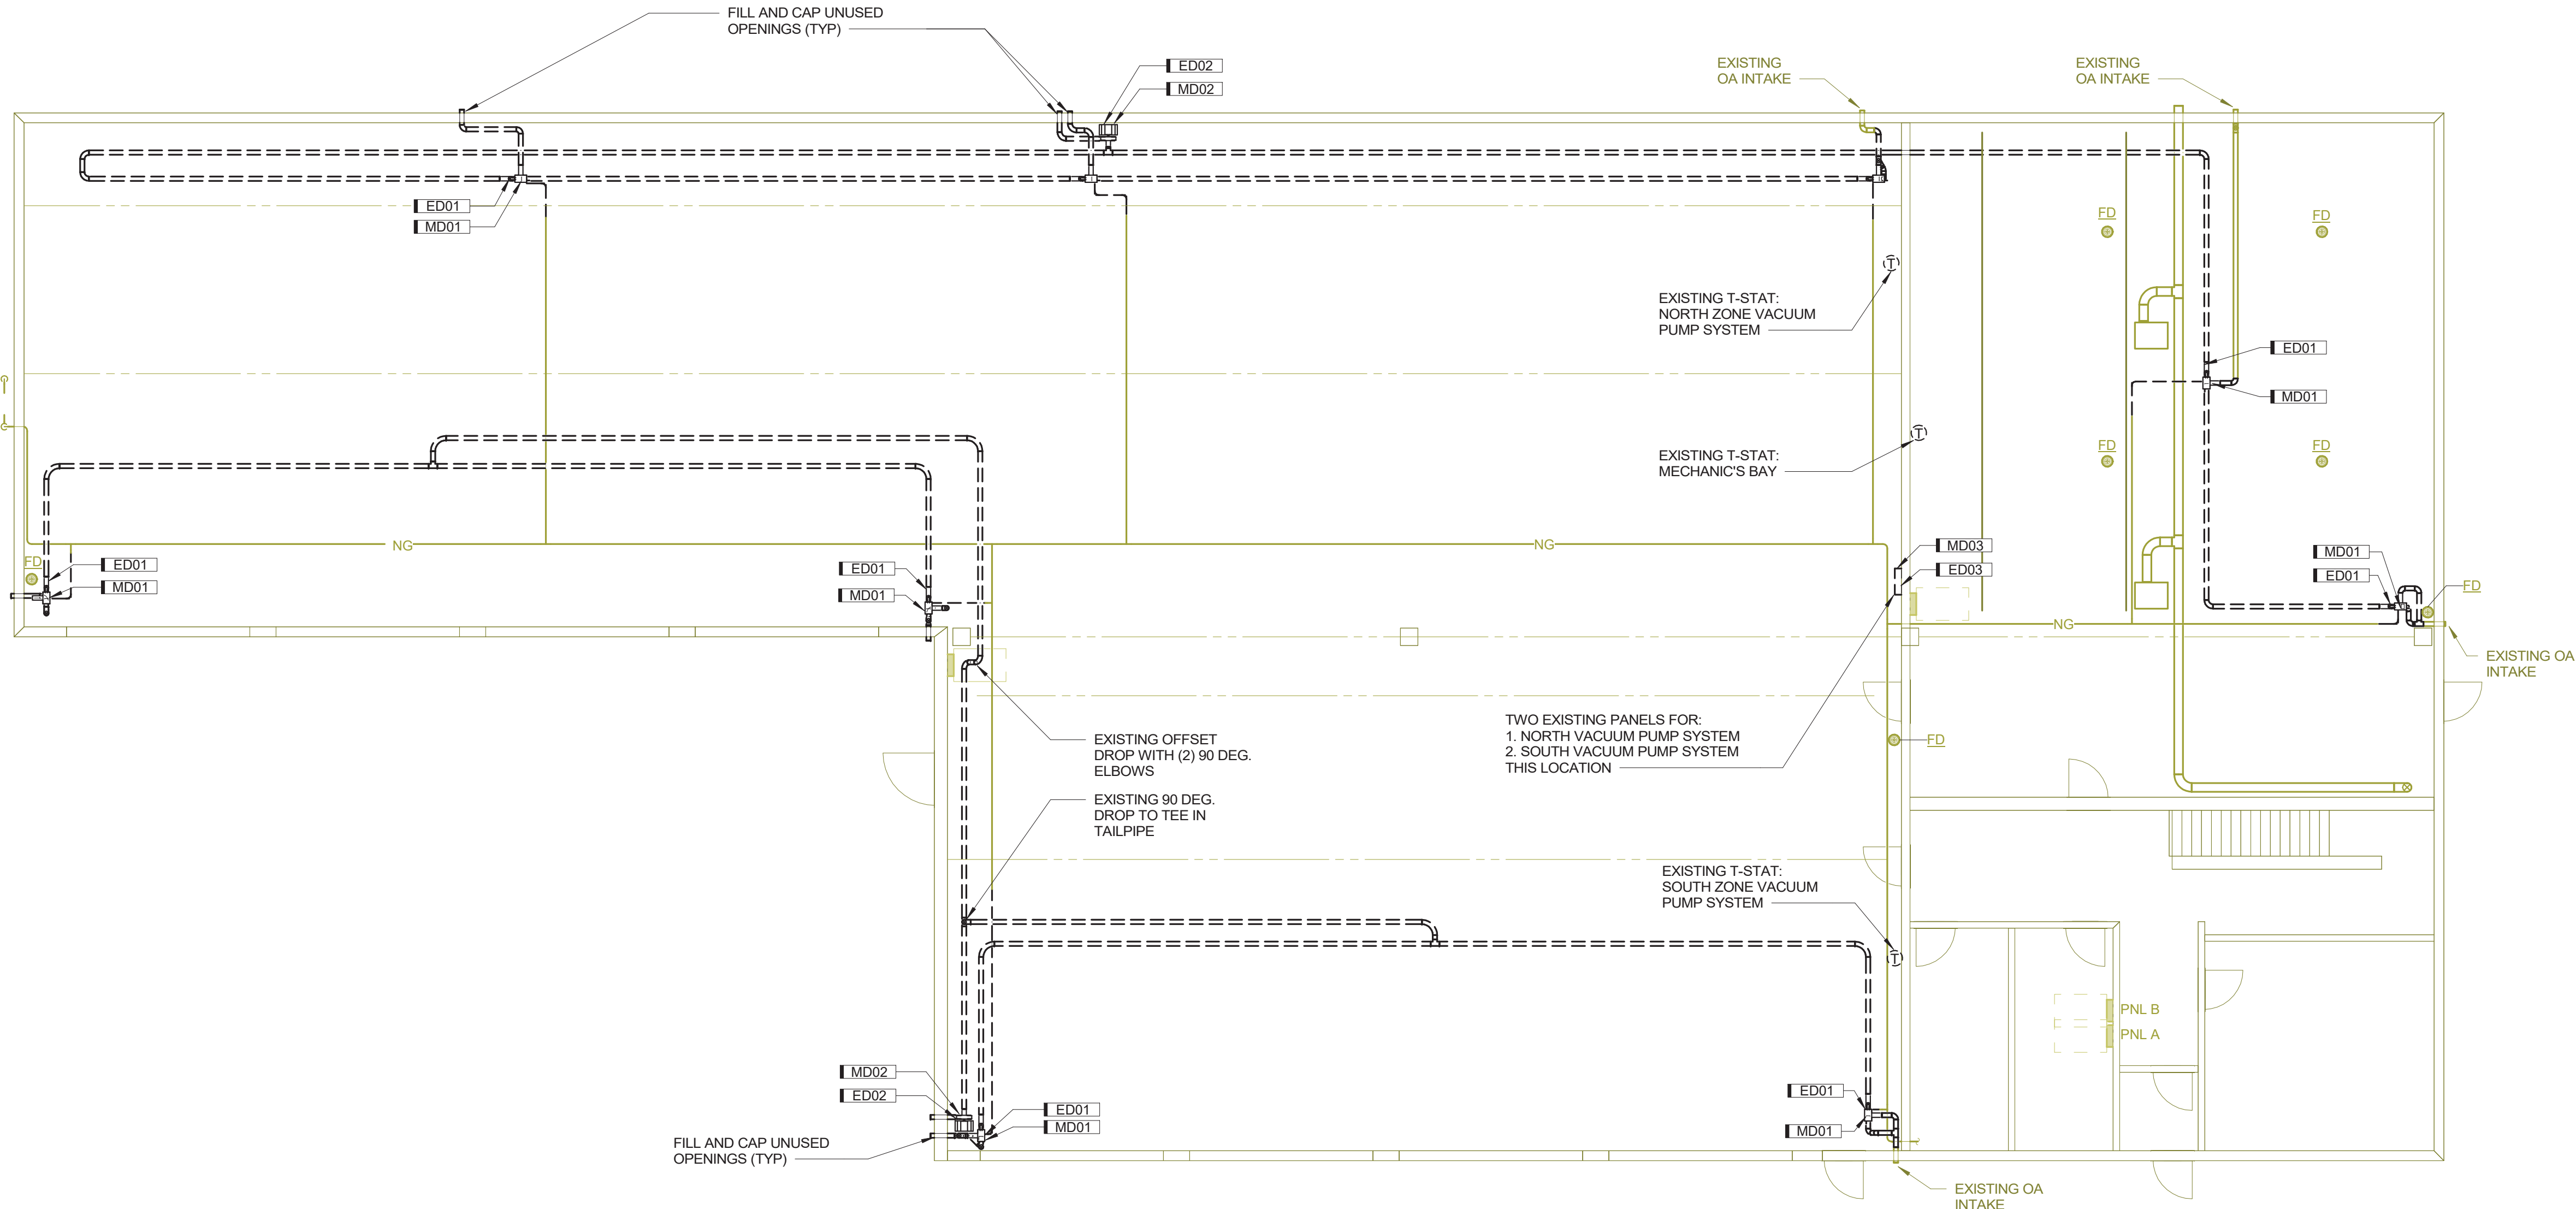 FILL AND CAP UNUSED
OPENINGS (TYP)
ED02
MD02
EXISTING
OA INTAKE
EXISTING
OA INTAKE
ED01
MD01
FD
FD
T
EXISTING T-STAT:
NORTH ZONE VACUUM
PUMP SYSTEM
ED01
MD01
T
EXISTING T-STAT:
MECHANIC'S BAY
FD
FD
NG
NG
FD
ED01
MD01
ED01
MD01
MD03
ED03
MD01
ED01
FD
NG
EXISTING OA
INTAKE
EXISTING OFFSET
DROP WITH (2) 90 DEG.
ELBOWS
TWO EXISTING PANELS FOR:
1. NORTH VACUUM PUMP SYSTEM
2. SOUTH VACUUM PUMP SYSTEM
THIS LOCATION
FD
EXISTING 90 DEG.
DROP TO TEE IN
TAILPIPE
EXISTING T-STAT:
SOUTH ZONE VACUUM
PUMP SYSTEM
T
PNL B
PNL A
MD02
ED02
ED01
MD01
ED01
MD01
FILL AND CAP UNUSED
OPENINGS (TYP)
EXISTING OA
INTAKE